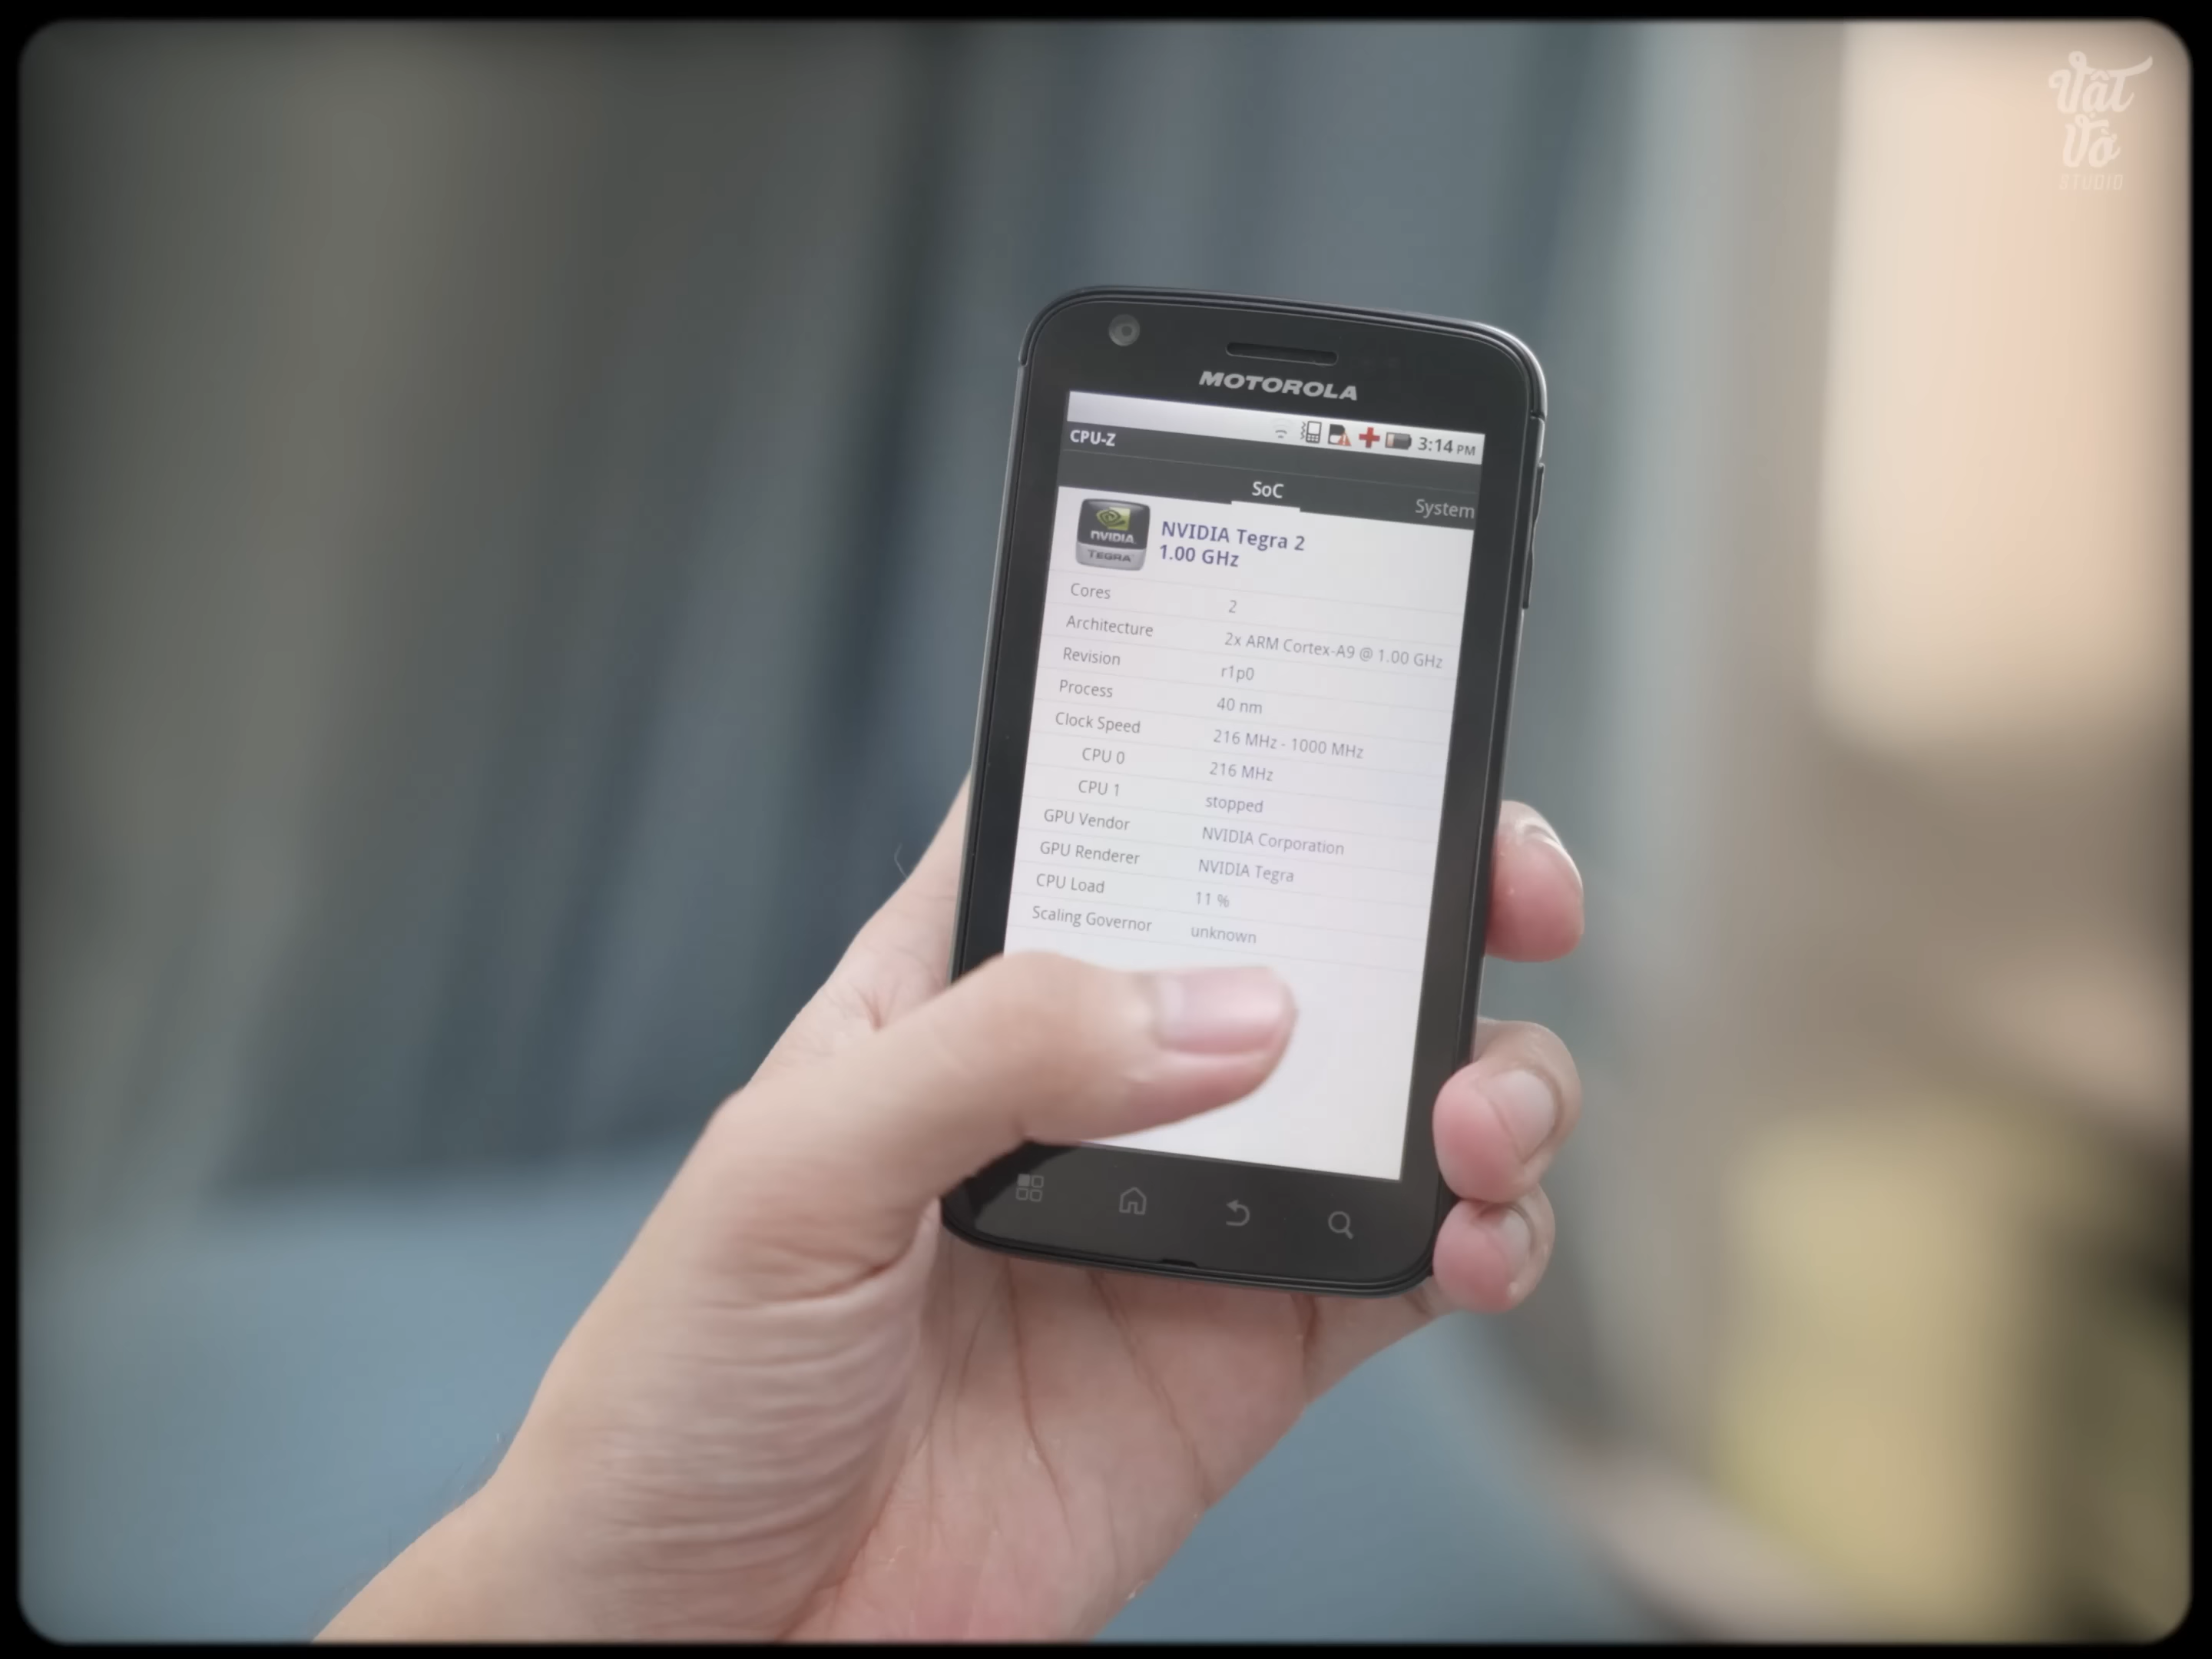 Vật
Vờ
STUDIO
MOTOROLA
3:14 PM
CPU-Z
SoC
System
NVIDIA
TEGRA
NVIDIA Tegra 2
1.00 GHz
Cores 2
Architecture 2x ARM Cortex-A9 @ 1.00 GHz
Revision r1p0
Process 40 nm
Clock Speed 216 MHz - 1000 MHz
CPU 0 216 MHz
CPU 1 stopped
GPU Vendor NVIDIA Corporation
GPU Renderer NVIDIA Tegra
CPU Load 11 %
Scaling Governor unknown